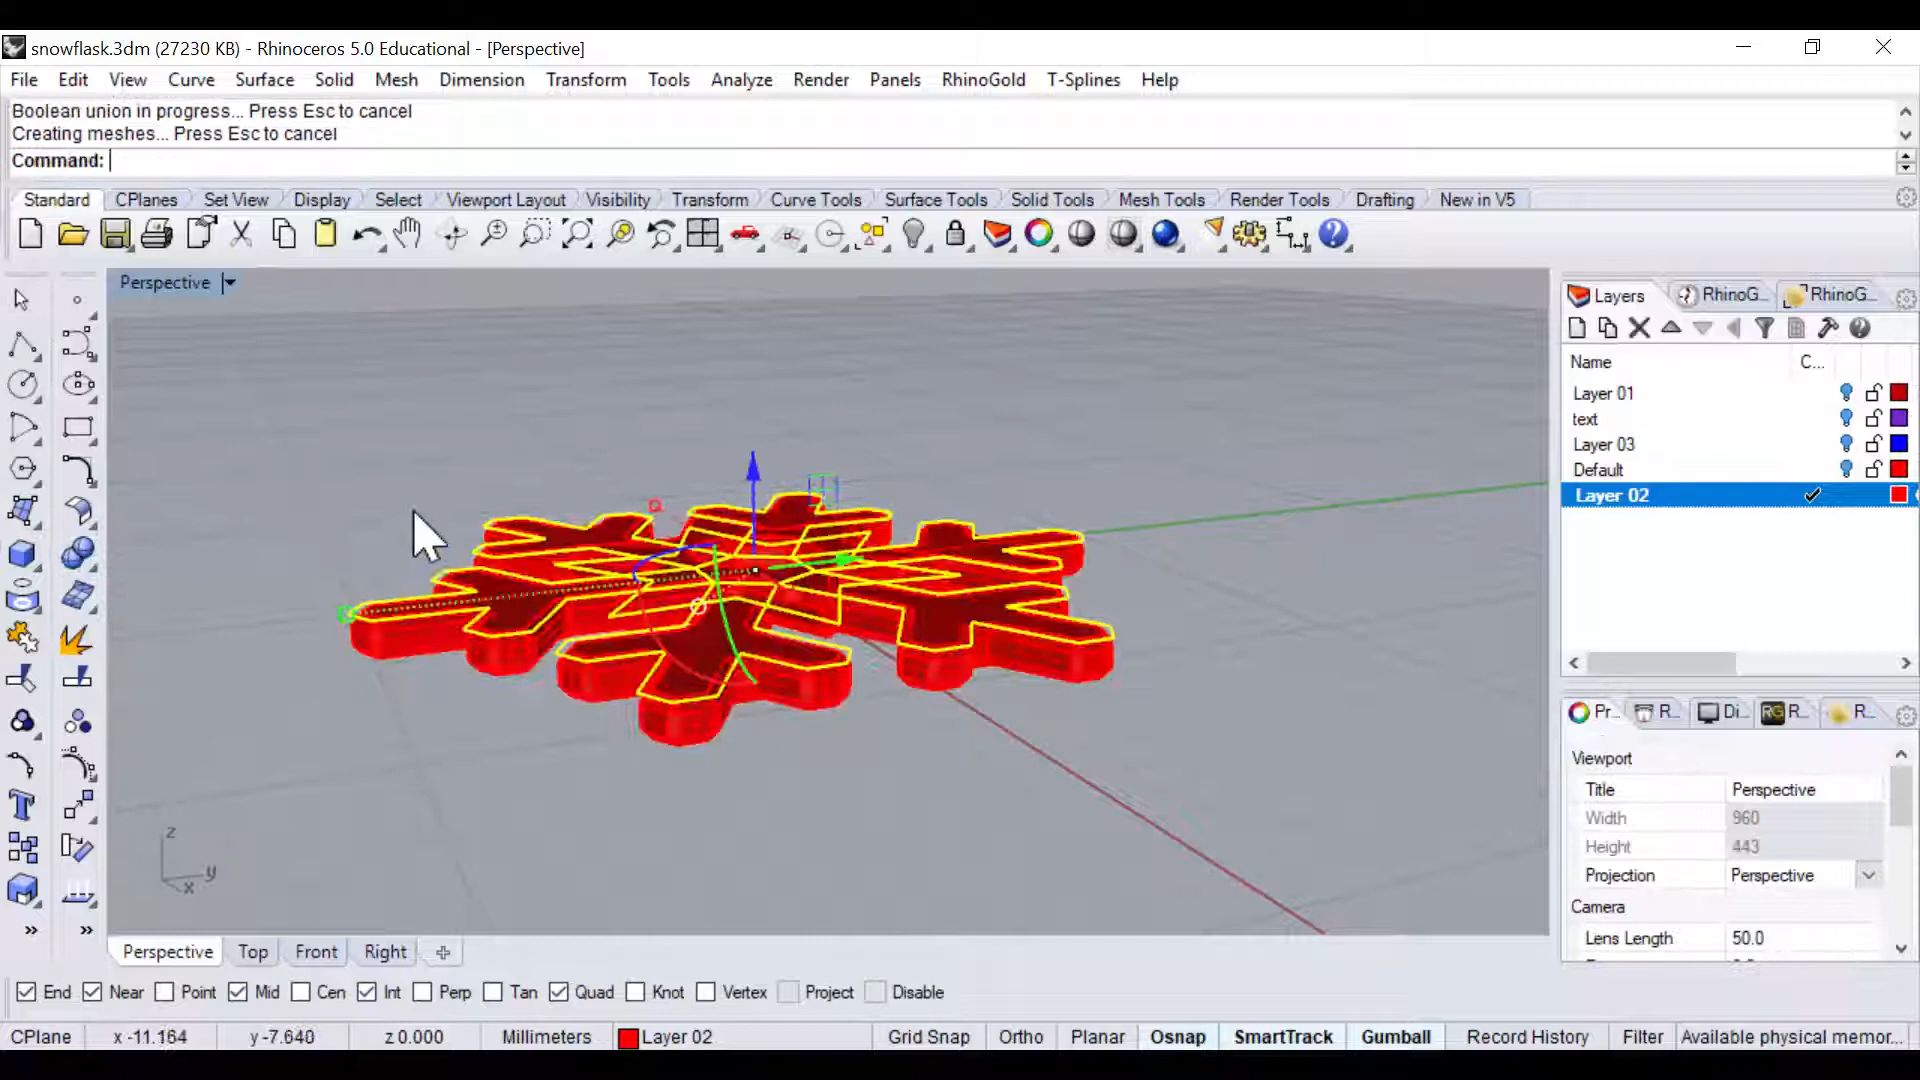 snowflask.3dm (27230 KB) - Rhinoceros 5.0 Educational - [Perspective]
File Edit View Curve Surface Solid Mesh Dimension Transform Tools Analyze Render Panels RhinoGold T-Splines Help
Boolean union in progress... Press Esc to cancel
Creating meshes... Press Esc to cancel
Command:
Standard CPlanes Set View Display Select Viewport Layout Visibility Transform Curve Tools Surface Tools Solid Tools Mesh Tools Render Tools Drafting New in V5
Perspective
Layers RhinoG... RhinoG...
Name C...
Layer 01
text
Layer 03
Default
Layer 02
Pr... R... Di... R... R...
Viewport
Title Perspective
Width 960
Height 443
Projection Perspective
Camera
Lens Length 50.0
z
y
x
Perspective Top Front Right
End Near Point Mid Cen Int Perp Tan Quad Knot Vertex Project Disable
CPlane x -11.164 y -7.640 z 0.000 Millimeters Layer 02 Grid Snap Ortho Planar Osnap SmartTrack Gumball Record History Filter Available physical memor...